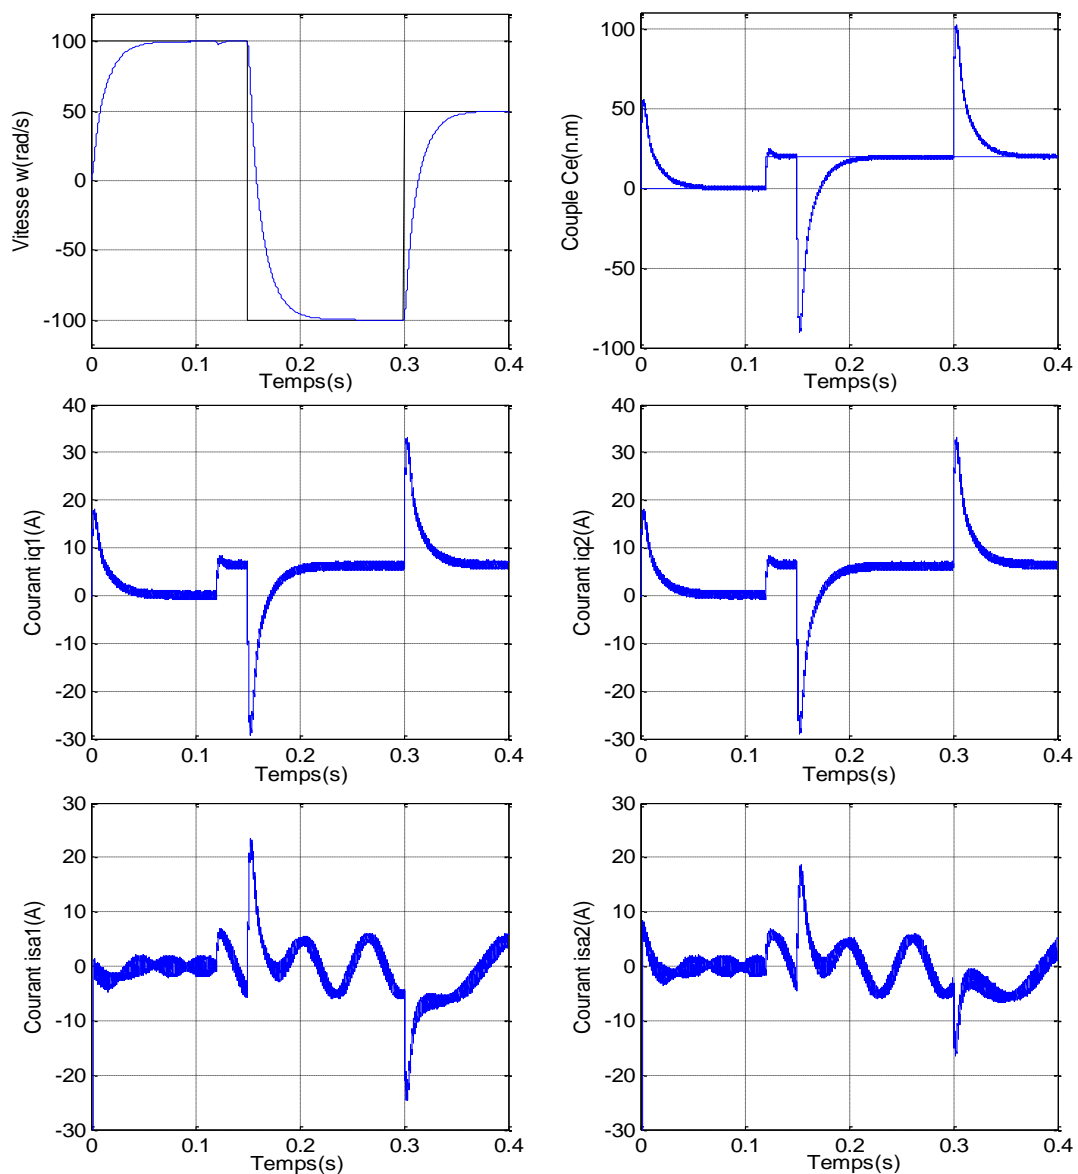 Vitesse w(rad/s)
100
50
0
-50
-100
0 0.1 0.2 0.3 0.4
Temps(s)
Couple Ce(n.m)
100
50
0
-50
-100
0 0.1 0.2 0.3 0.4
Temps(s)
Courant iq1(A)
40
30
20
10
0
-10
-20
-30
0 0.1 0.2 0.3 0.4
Temps(s)
Courant iq2(A)
40
30
20
10
0
-10
-20
-30
0 0.1 0.2 0.3 0.4
Temps(s)
Courant isa1(A)
30
20
10
0
-10
-20
-30
0 0.1 0.2 0.3 0.4
Temps(s)
Courant isa2(A)
30
20
10
0
-10
-20
-30
0 0.1 0.2 0.3 0.4
Temps(s)